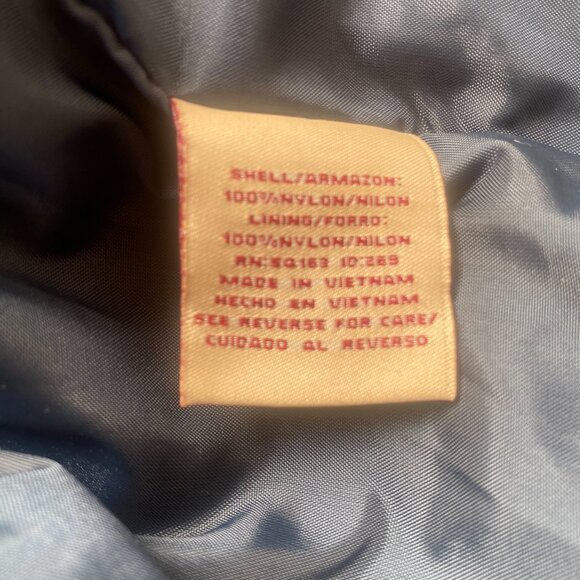 SHELL/ARMAZON:
100%NYLON/NILON
LINING/FORRO:
100%NYLON/NILON
RN:50163 ID:269
MADE IN VIETNAM
HECHO EN VIETNAM
SEE REVERSE FOR CARE/
CUIDADO AL REVERSO